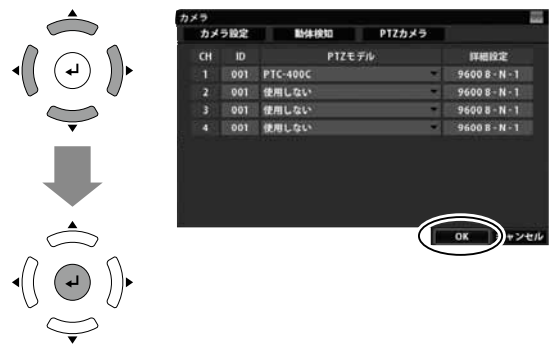 カメラ
カメラ設定 動体検知 PTZカメラ
CH ID PTZモデル 詳細設定
1 001 PTC-400C 9600 8 - N - 1
2 001 使用しない 9600 8 - N - 1
3 001 使用しない 9600 8 - N - 1
4 001 使用しない 9600 8 - N - 1
OK キャンセル